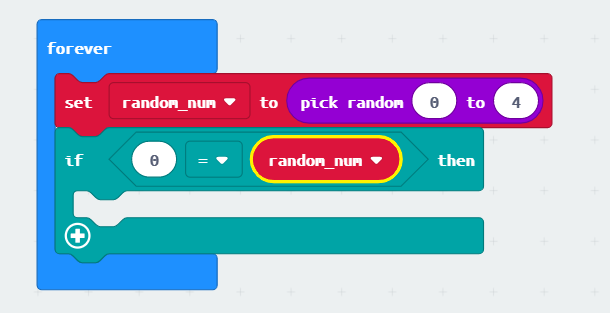 forever
set random_num to pick random 0 to 4
if 0 = random_num then